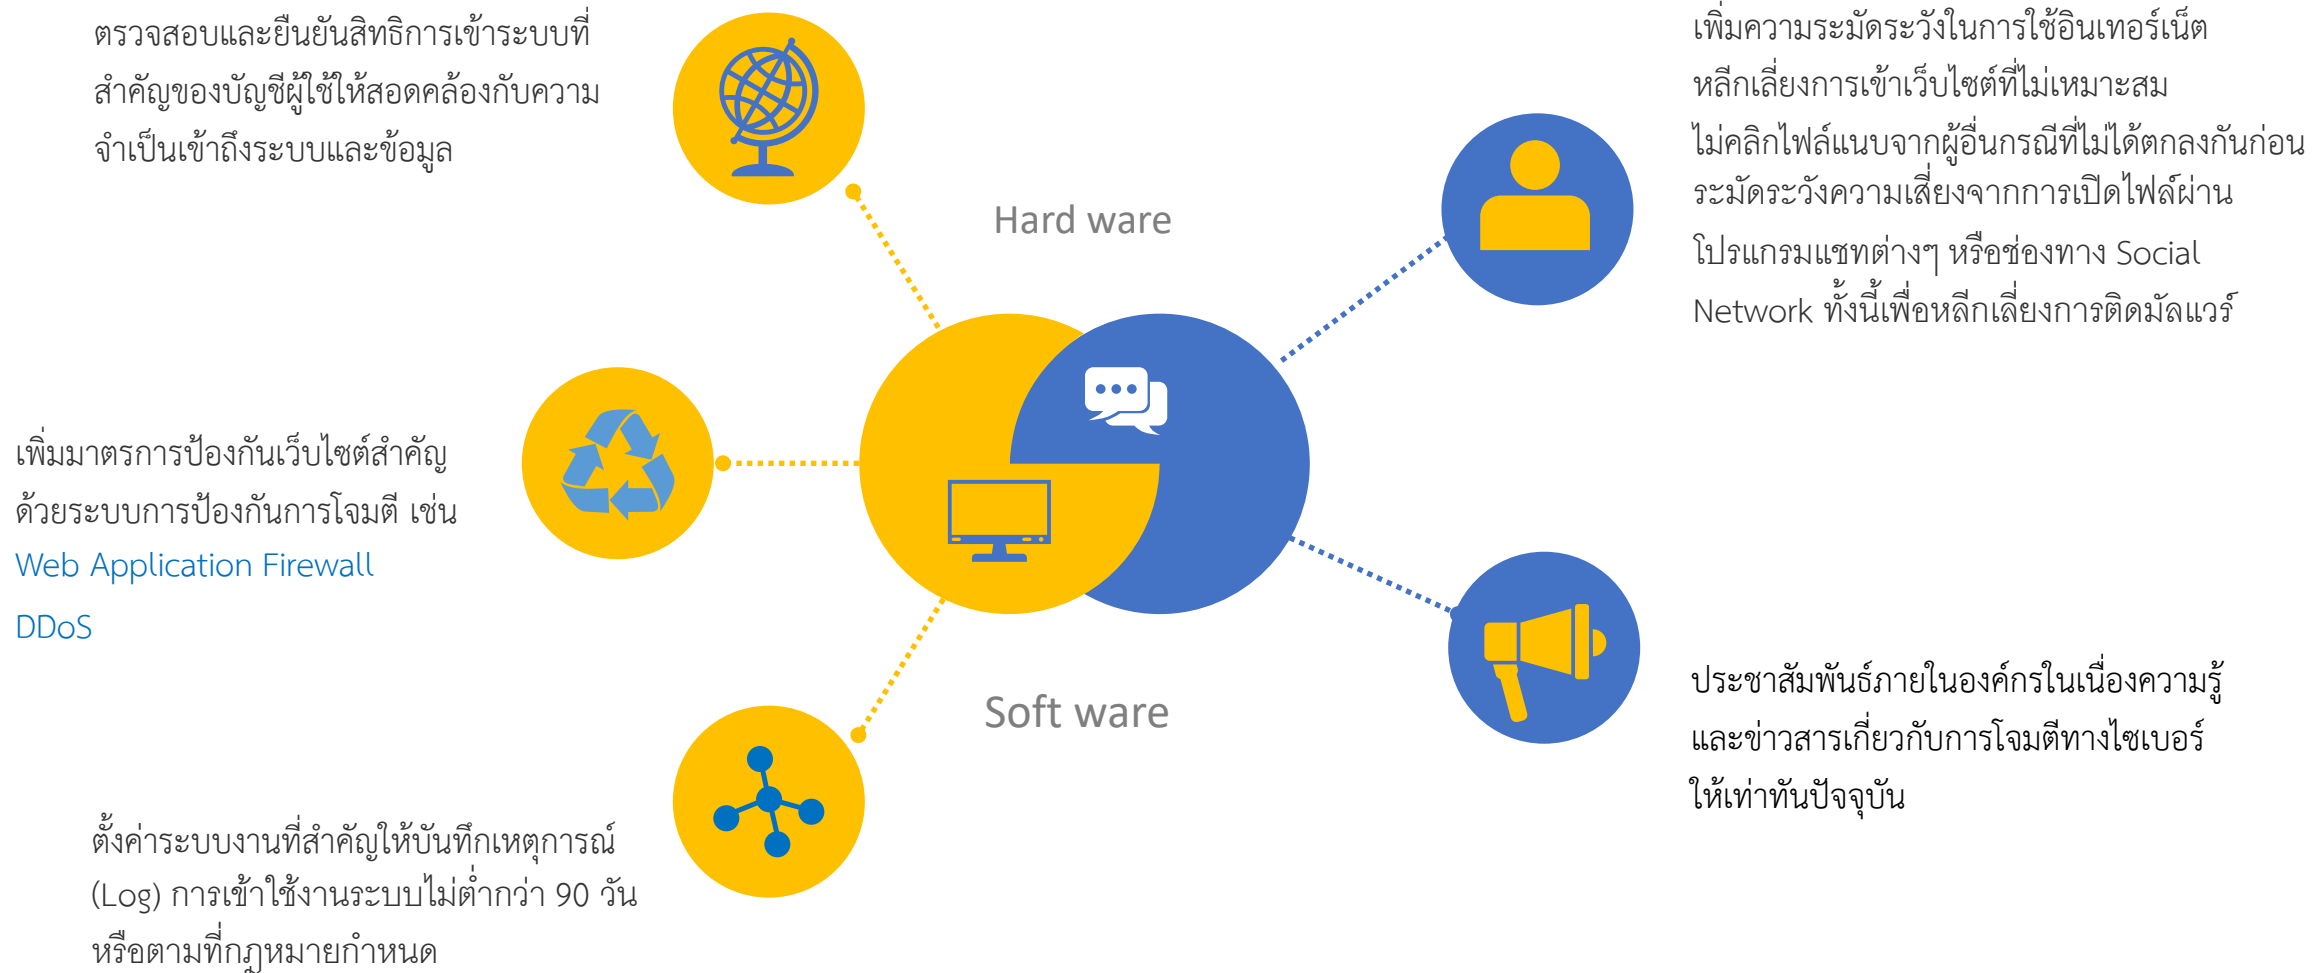 ตรวจสอบและยืนยันสิทธิการเข้าระบบที่
สำคัญของบัญชีผู้ใช้ให้สอดคล้องกับความ
จำเป็นเข้าถึงระบบและข้อมูล
เพิ่มมาตรการป้องกันเว็บไซต์สำคัญ
ด้วยระบบการป้องกันการโจมตี เช่น
Web Application Firewall
DDoS
ตั้งค่าระบบงานที่สำคัญให้บันทึกเหตุการณ์
(Log) การเข้าใช้งานระบบไม่ต่ำกว่า 90 วัน
หรือตามที่กฎหมายกำหนด
Hard ware
Soft ware
เพิ่มความระมัดระวังในการใช้อินเทอร์เน็ต
หลีกเลี่ยงการเข้าเว็บไซต์ที่ไม่เหมาะสม
ไม่คลิกไฟล์แนบจากผู้อื่นกรณีที่ไม่ได้ตกลงกันก่อน
ระมัดระวังความเสี่ยงจากการเปิดไฟล์ผ่าน
โปรแกรมแชทต่างๆ หรือช่องทาง Social
Network ทั้งนี้เพื่อหลีกเลี่ยงการติดมัลแวร์
ประชาสัมพันธ์ภายในองค์กรในเนื่องความรู้
และข่าวสารเกี่ยวกับการโจมตีทางไซเบอร์
ให้เท่าทันปัจจุบัน